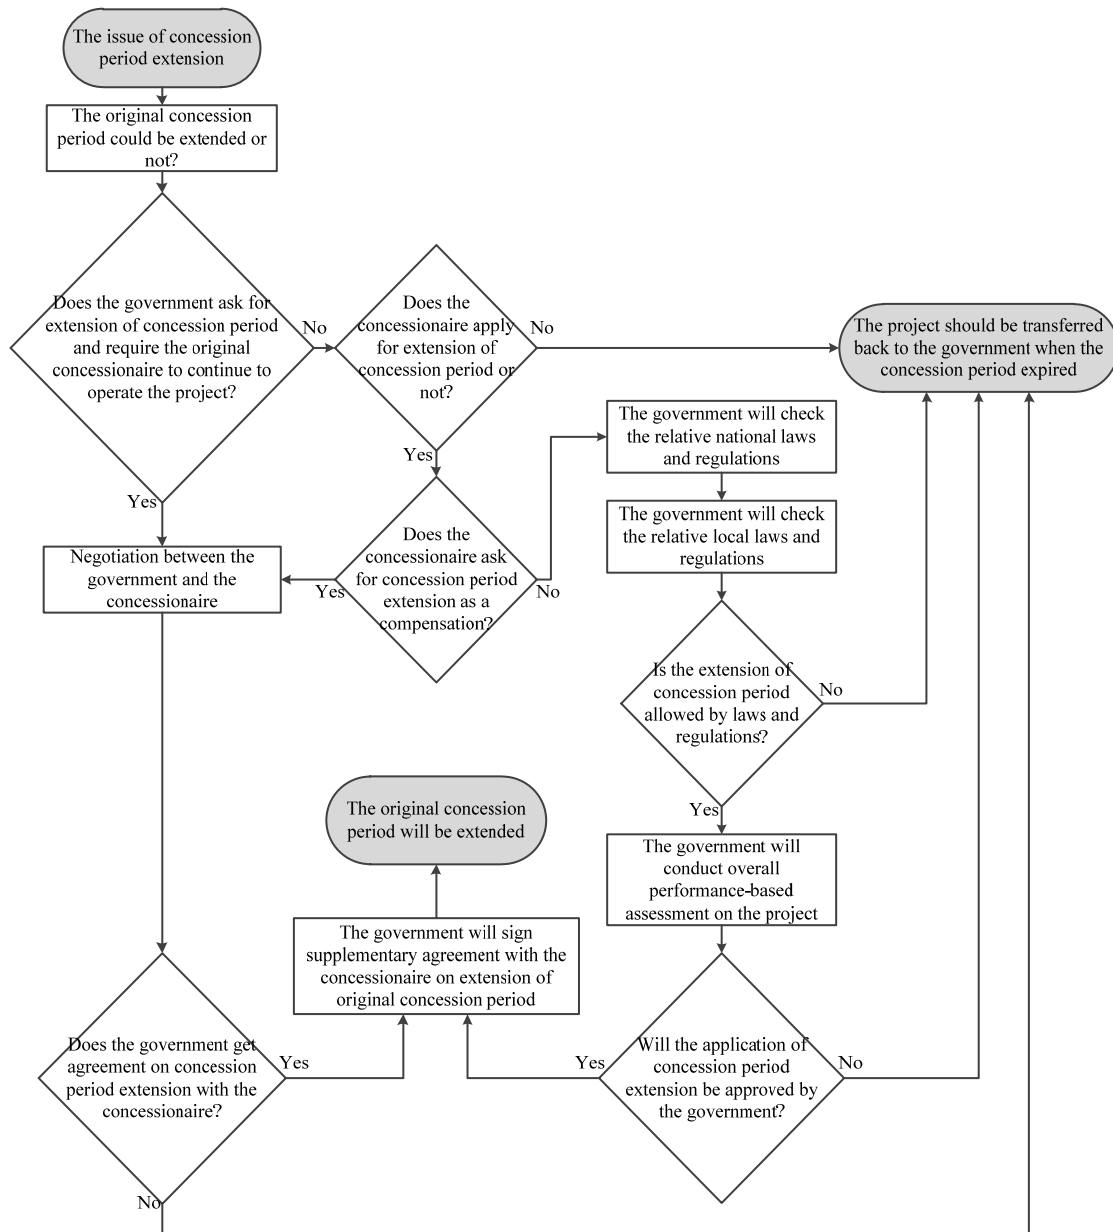 The issue of concession
period extension
The original concession
period could be extended or
not?
Does the government ask for
extension of concession period
and require the original
concessionaire to continue to
operate the project?
No
Yes
Does the
concessionaire apply
for extension of
concession period or
not?
No
Yes
The project should be transferred
back to the government when the
concession period expired
The government will check
the relative national laws
and regulations
The government will check
the relative local laws and
regulations
Does the
concessionaire ask
for concession period
extension as a
compensation?
Yes
No
Negotiation between the
government and the
concessionaire
Is the extension of
concession period
allowed by laws and
regulations?
No
Yes
The original concession
period will be extended
The government will
conduct overall
performance-based
assessment on the project
The government will sign
supplementary agreement with the
concessionaire on extension of
original concession period
Does the government get
agreement on concession
period extension with the
concessionaire?
Yes
No
Will the application of
concession period
extension be approved by
the government?
Yes
No